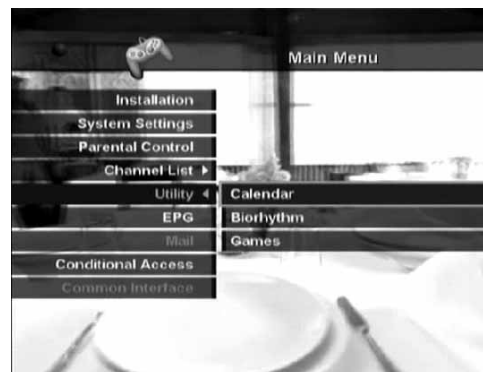 Main Menu
Installation
System Settings
Parental Control
Channel List
Utility
Calendar
EPG
Biorhythm
Mail
Games
Conditional Access
Common Interface